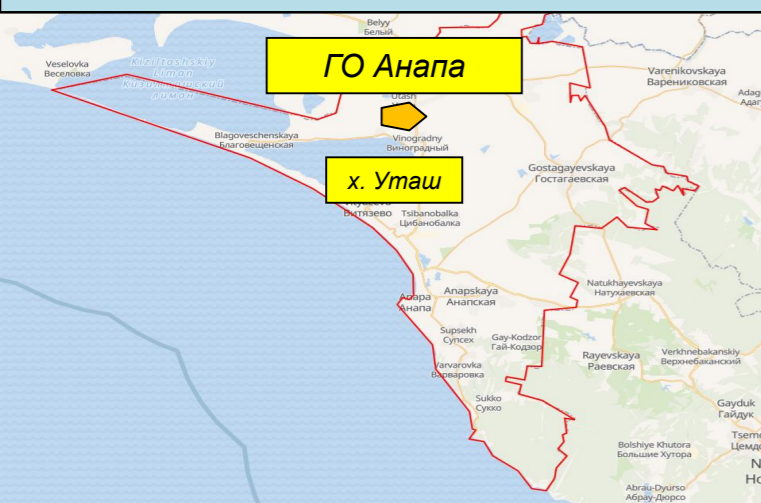 Belyy
Белый
ГО Анапа
Veselovka
Веселовка
Kiziltashskiy
Liman
Кизилташский
лиман
Varenikovskaya
Варениковская
Utash
Blagoveschenskaya
Благовещенская
Vinogradny
Виноградный
х. Уташ
Gostagayevskaya
Гостагаевская
Витязево
Tsibanobalka
Цибанобалка
Anapa
Анапа
Anapskaya
Анапская
Natukhayevskaya
Натухаевская
Supsekh
Супсех
Gay-Kodzor
Гай-Кодзор
Rayevskaya
Раевская
Verkhnebakanskiy
Верхнебаканский
Varvarovka
Варваровка
Sukko
Сукко
Gayduk
Гайдук
Bolshiye Khutora
Большие Хутора
Abrau-Dyurso
Абрау-Дюрсо